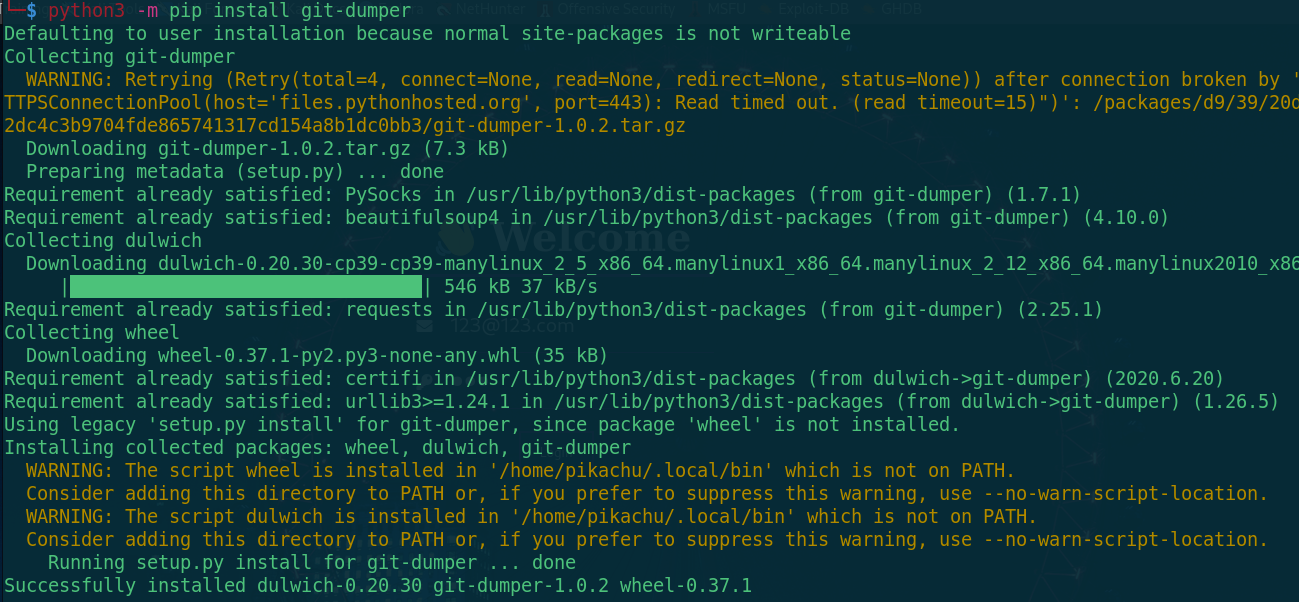 └─$ python3 -m pip install git-dumper
NetHunter Offensive Security MSFU Exploit-DB GHDB
Defaulting to user installation because normal site-packages is not writeable
Collecting git-dumper
WARNING: Retrying (Retry(total=4, connect=None, read=None, redirect=None, status=None)) after connection broken by '
TTPSConnectionPool(host='files.pythonhosted.org', port=443): Read timed out. (read timeout=15)")': /packages/d9/39/20d
2dc4c3b9704fde865741317cd154a8b1dc0bb3/git-dumper-1.0.2.tar.gz
Downloading git-dumper-1.0.2.tar.gz (7.3 kB)
Preparing metadata (setup.py) ... done
Requirement already satisfied: PySocks in /usr/lib/python3/dist-packages (from git-dumper) (1.7.1)
Requirement already satisfied: beautifulsoup4 in /usr/lib/python3/dist-packages (from git-dumper) (4.10.0)
Welcome
Collecting dulwich
Downloading dulwich-0.20.30-cp39-cp39-manylinux_2_5_x86_64.manylinux1_x86_64.manylinux_2_12_x86_64.manylinux2010_x86
| | 546 kB 37 kB/s
Requirement already satisfied: requests in /usr/lib/python3/dist-packages (from git-dumper) (2.25.1)
123@123.com
Collecting wheel
Downloading wheel-0.37.1-py2.py3-none-any.whl (35 kB)
Requirement already satisfied: certifi in /usr/lib/python3/dist-packages (from dulwich->git-dumper) (2020.6.20)
Requirement already satisfied: urllib3>=1.24.1 in /usr/lib/python3/dist-packages (from dulwich->git-dumper) (1.26.5)
Using legacy 'setup.py install' for git-dumper, since package 'wheel' is not installed.
Installing collected packages: wheel, dulwich, git-dumper
WARNING: The script wheel is installed in '/home/pikachu/.local/bin' which is not on PATH.
Consider adding this directory to PATH or, if you prefer to suppress this warning, use --no-warn-script-location.
WARNING: The script dulwich is installed in '/home/pikachu/.local/bin' which is not on PATH.
Consider adding this directory to PATH or, if you prefer to suppress this warning, use --no-warn-script-location.
Running setup.py install for git-dumper ... done
Successfully installed dulwich-0.20.30 git-dumper-1.0.2 wheel-0.37.1